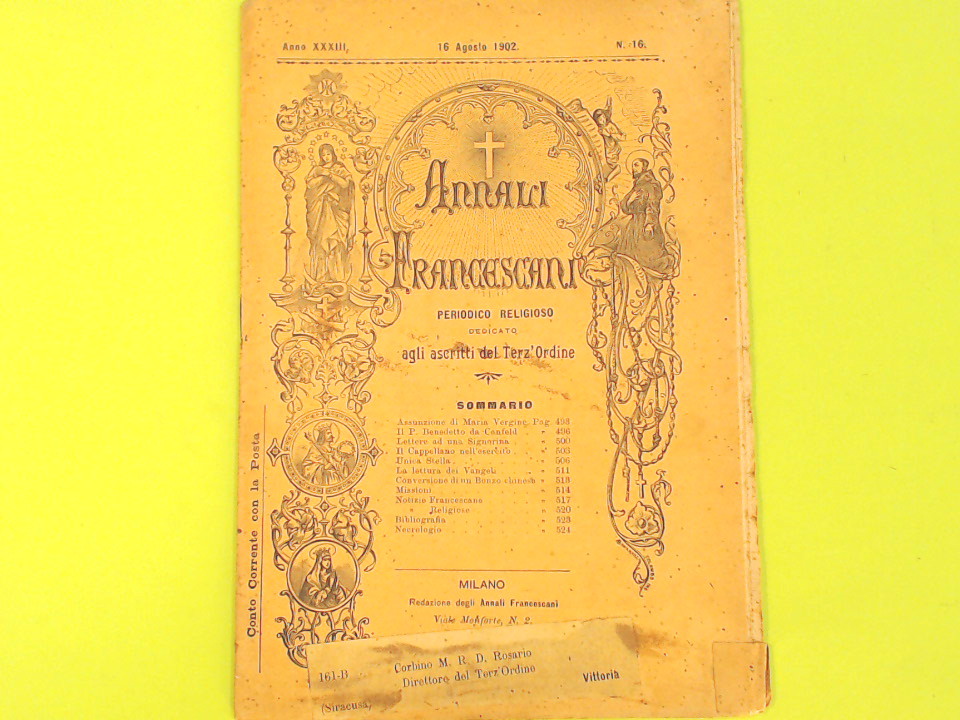 Anno XXXIII, 16 Agosto 1902. N. 16.
ANNALI
FRANCESCANI
PERIODICO RELIGIOSO
DEDICATO
agli ascritti del Terz'Ordine
SOMMARIO
Assunzione di Maria Vergine Pag. 493
Il P. Benedetto da Canfeld . . „ 496
Lettere ad una Signorina . . „ 500
Il Cappellano nell'esercito . . „ 503
Unica Stella . . . . „ 506
La lettura dei Vangeli . . „ 511
Conversione di un Bonzo chinese „ 513
Missioni . . . . „ 514
Notizie Francescane . . . „ 517
„ Religiose . . . „ 520
Bibliografia . . . . „ 523
Necrologio . . . . „ 524
MILANO
Redazione degli Annali Francescani
Viale Monforte, N. 2.
Conto Corrente con la Posta
161-B Corbino M. R. D. Rosario
Direttore del Terz'Ordine
Vittoria
(Siracusa)